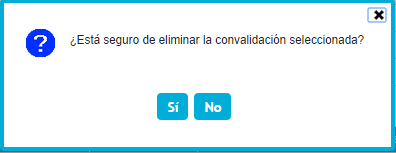 ¿Está seguro de eliminar la convalidación seleccionada?
Sí No